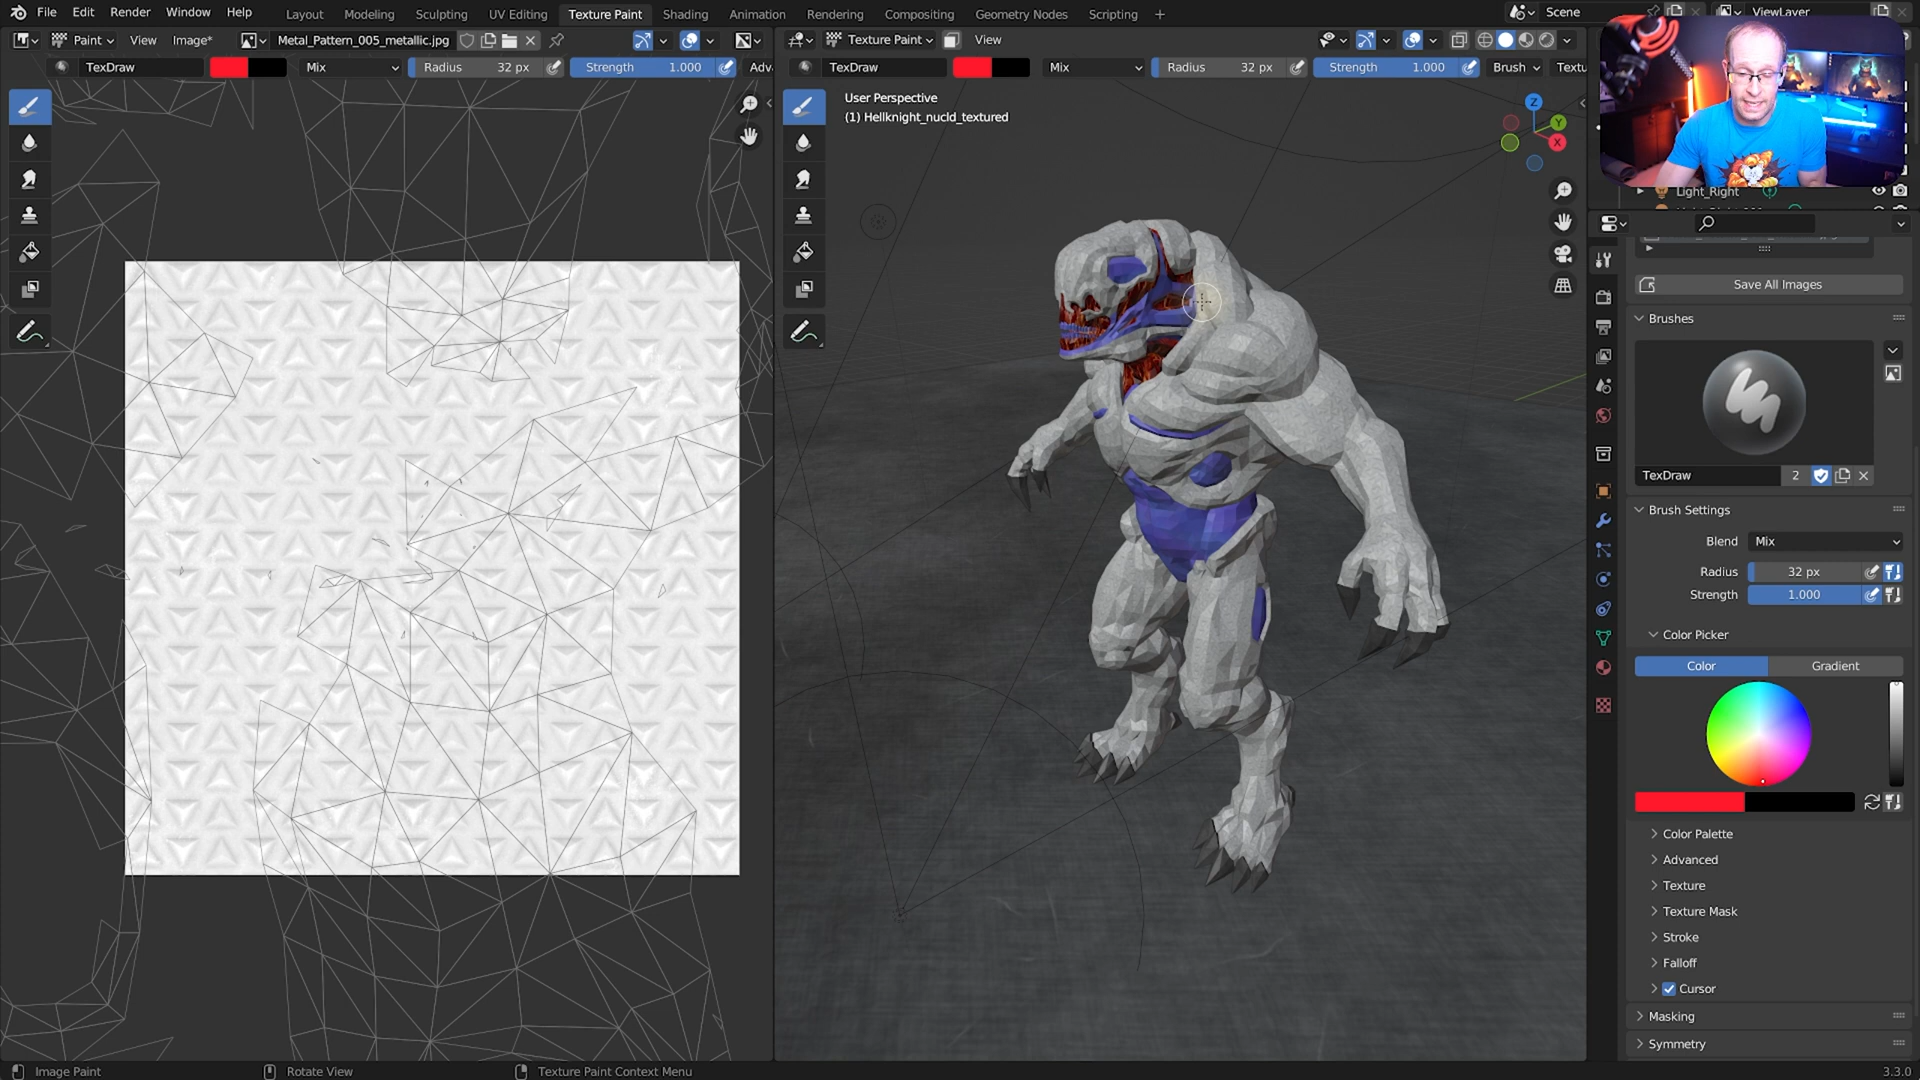 File Edit Render Window Help Layout Modeling Sculpting UV Editing Texture Paint Shading Animation Rendering Compositing Geometry Nodes Scripting + Scene ViewLayer
Paint View Image* Metal_Pattern_005_metallic.jpg Texture Paint View
TexDraw Mix Radius 32 px Strength 1.000 Adv TexDraw Mix Radius 32 px Strength 1.000 Brush Textu
User Perspective
(1) Hellknight_nucld_textured
Z
Y
X
Light_Right
Save All Images
Brushes
TexDraw 2
Brush Settings
Blend Mix
Radius 32 px
Strength 1.000
Color Picker
Color Gradient
Color Palette
Advanced
Texture
Texture Mask
Stroke
Falloff
Cursor
Masking
Symmetry
Image Paint Rotate View Texture Paint Context Menu 3.3.0